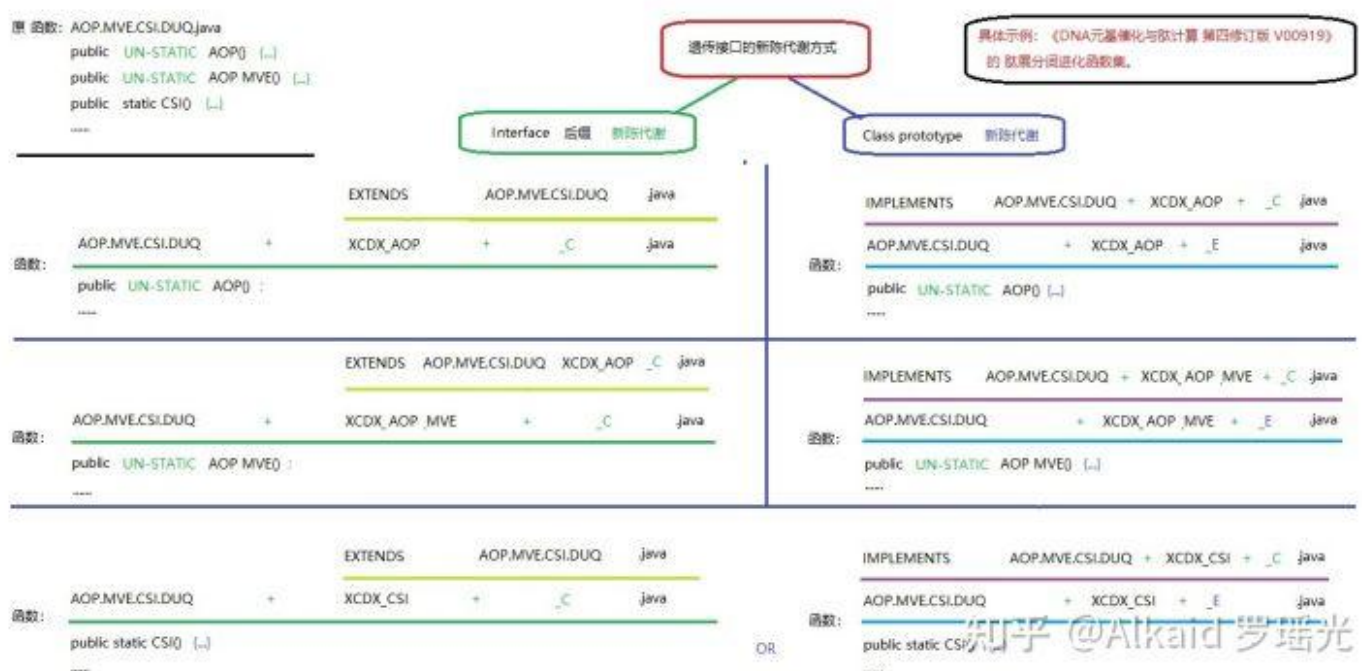 原 函数: AOP.MVE.CSI.DUQ.java
public UN-STATIC AOP() {...}
public UN-STATIC AOP MVE() {...}
public static CSI() {...}
.....
遗传接口的新陈代谢方式
具体示例: 《DNA元基催化与肽计算 第四修订版 V00919》
的 肽展分词进化函数集。
Interface 后缀 新陈代谢
Class prototype 新陈代谢
EXTENDS AOP.MVE.CSI.DUQ .java
函数: AOP.MVE.CSI.DUQ + XCDX_AOP + _C .java
public UN-STATIC AOP() :
.....
IMPLEMENTS AOP.MVE.CSI.DUQ + XCDX_AOP + _C .java
函数: AOP.MVE.CSI.DUQ + XCDX_AOP + _E .java
public UN-STATIC AOP() {...}
....
EXTENDS AOP.MVE.CSI.DUQ XCDX_AOP _C .java
函数: AOP.MVE.CSI.DUQ + XCDX_AOP_MVE + _C .java
public UN-STATIC AOP MVE() :
.....
IMPLEMENTS AOP.MVE.CSI.DUQ + XCDX_AOP_MVE + _C .java
函数: AOP.MVE.CSI.DUQ + XCDX_AOP_MVE + _E .java
public UN-STATIC AOP MVE() {...}
....
EXTENDS AOP.MVE.CSI.DUQ .java
函数: AOP.MVE.CSI.DUQ + XCDX_CSI + _C .java
public static CSI() {...}
....
OR
IMPLEMENTS AOP.MVE.CSI.DUQ + XCDX_CSI + _C .java
函数: AOP.MVE.CSI.DUQ + XCDX_CSI + _E .java
public static CSI()
知乎 @Alkaid 罗瑶光